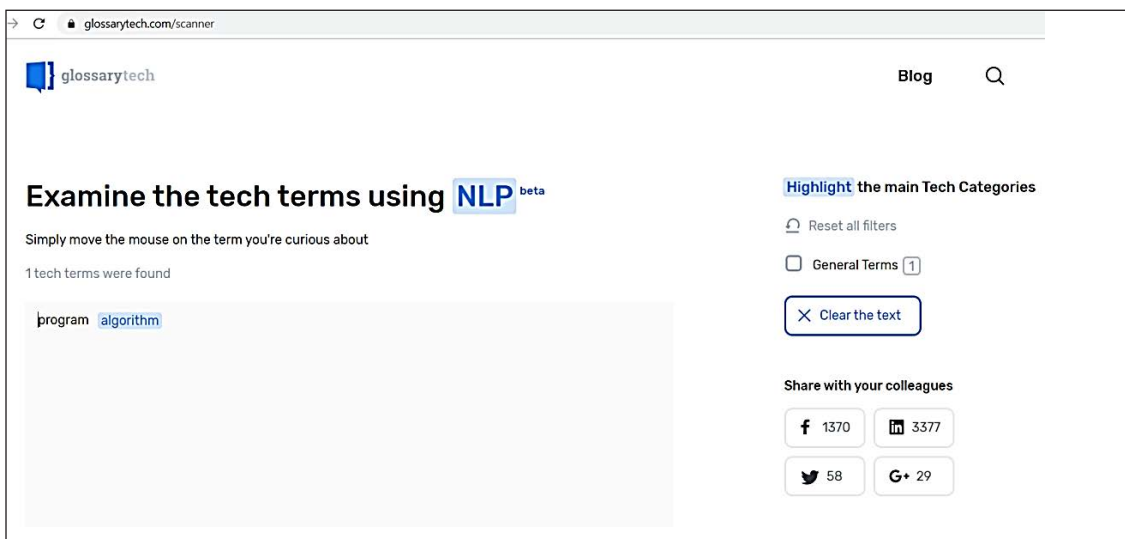 glossarytech.com/scanner
glossarytech
Blog
Examine the tech terms using NLP beta
Simply move the mouse on the term you're curious about
1 tech terms were found
program algorithm
Highlight the main Tech Categories
Reset all filters
General Terms 1
Clear the text
Share with your colleagues
1370
3377
58
G+ 29